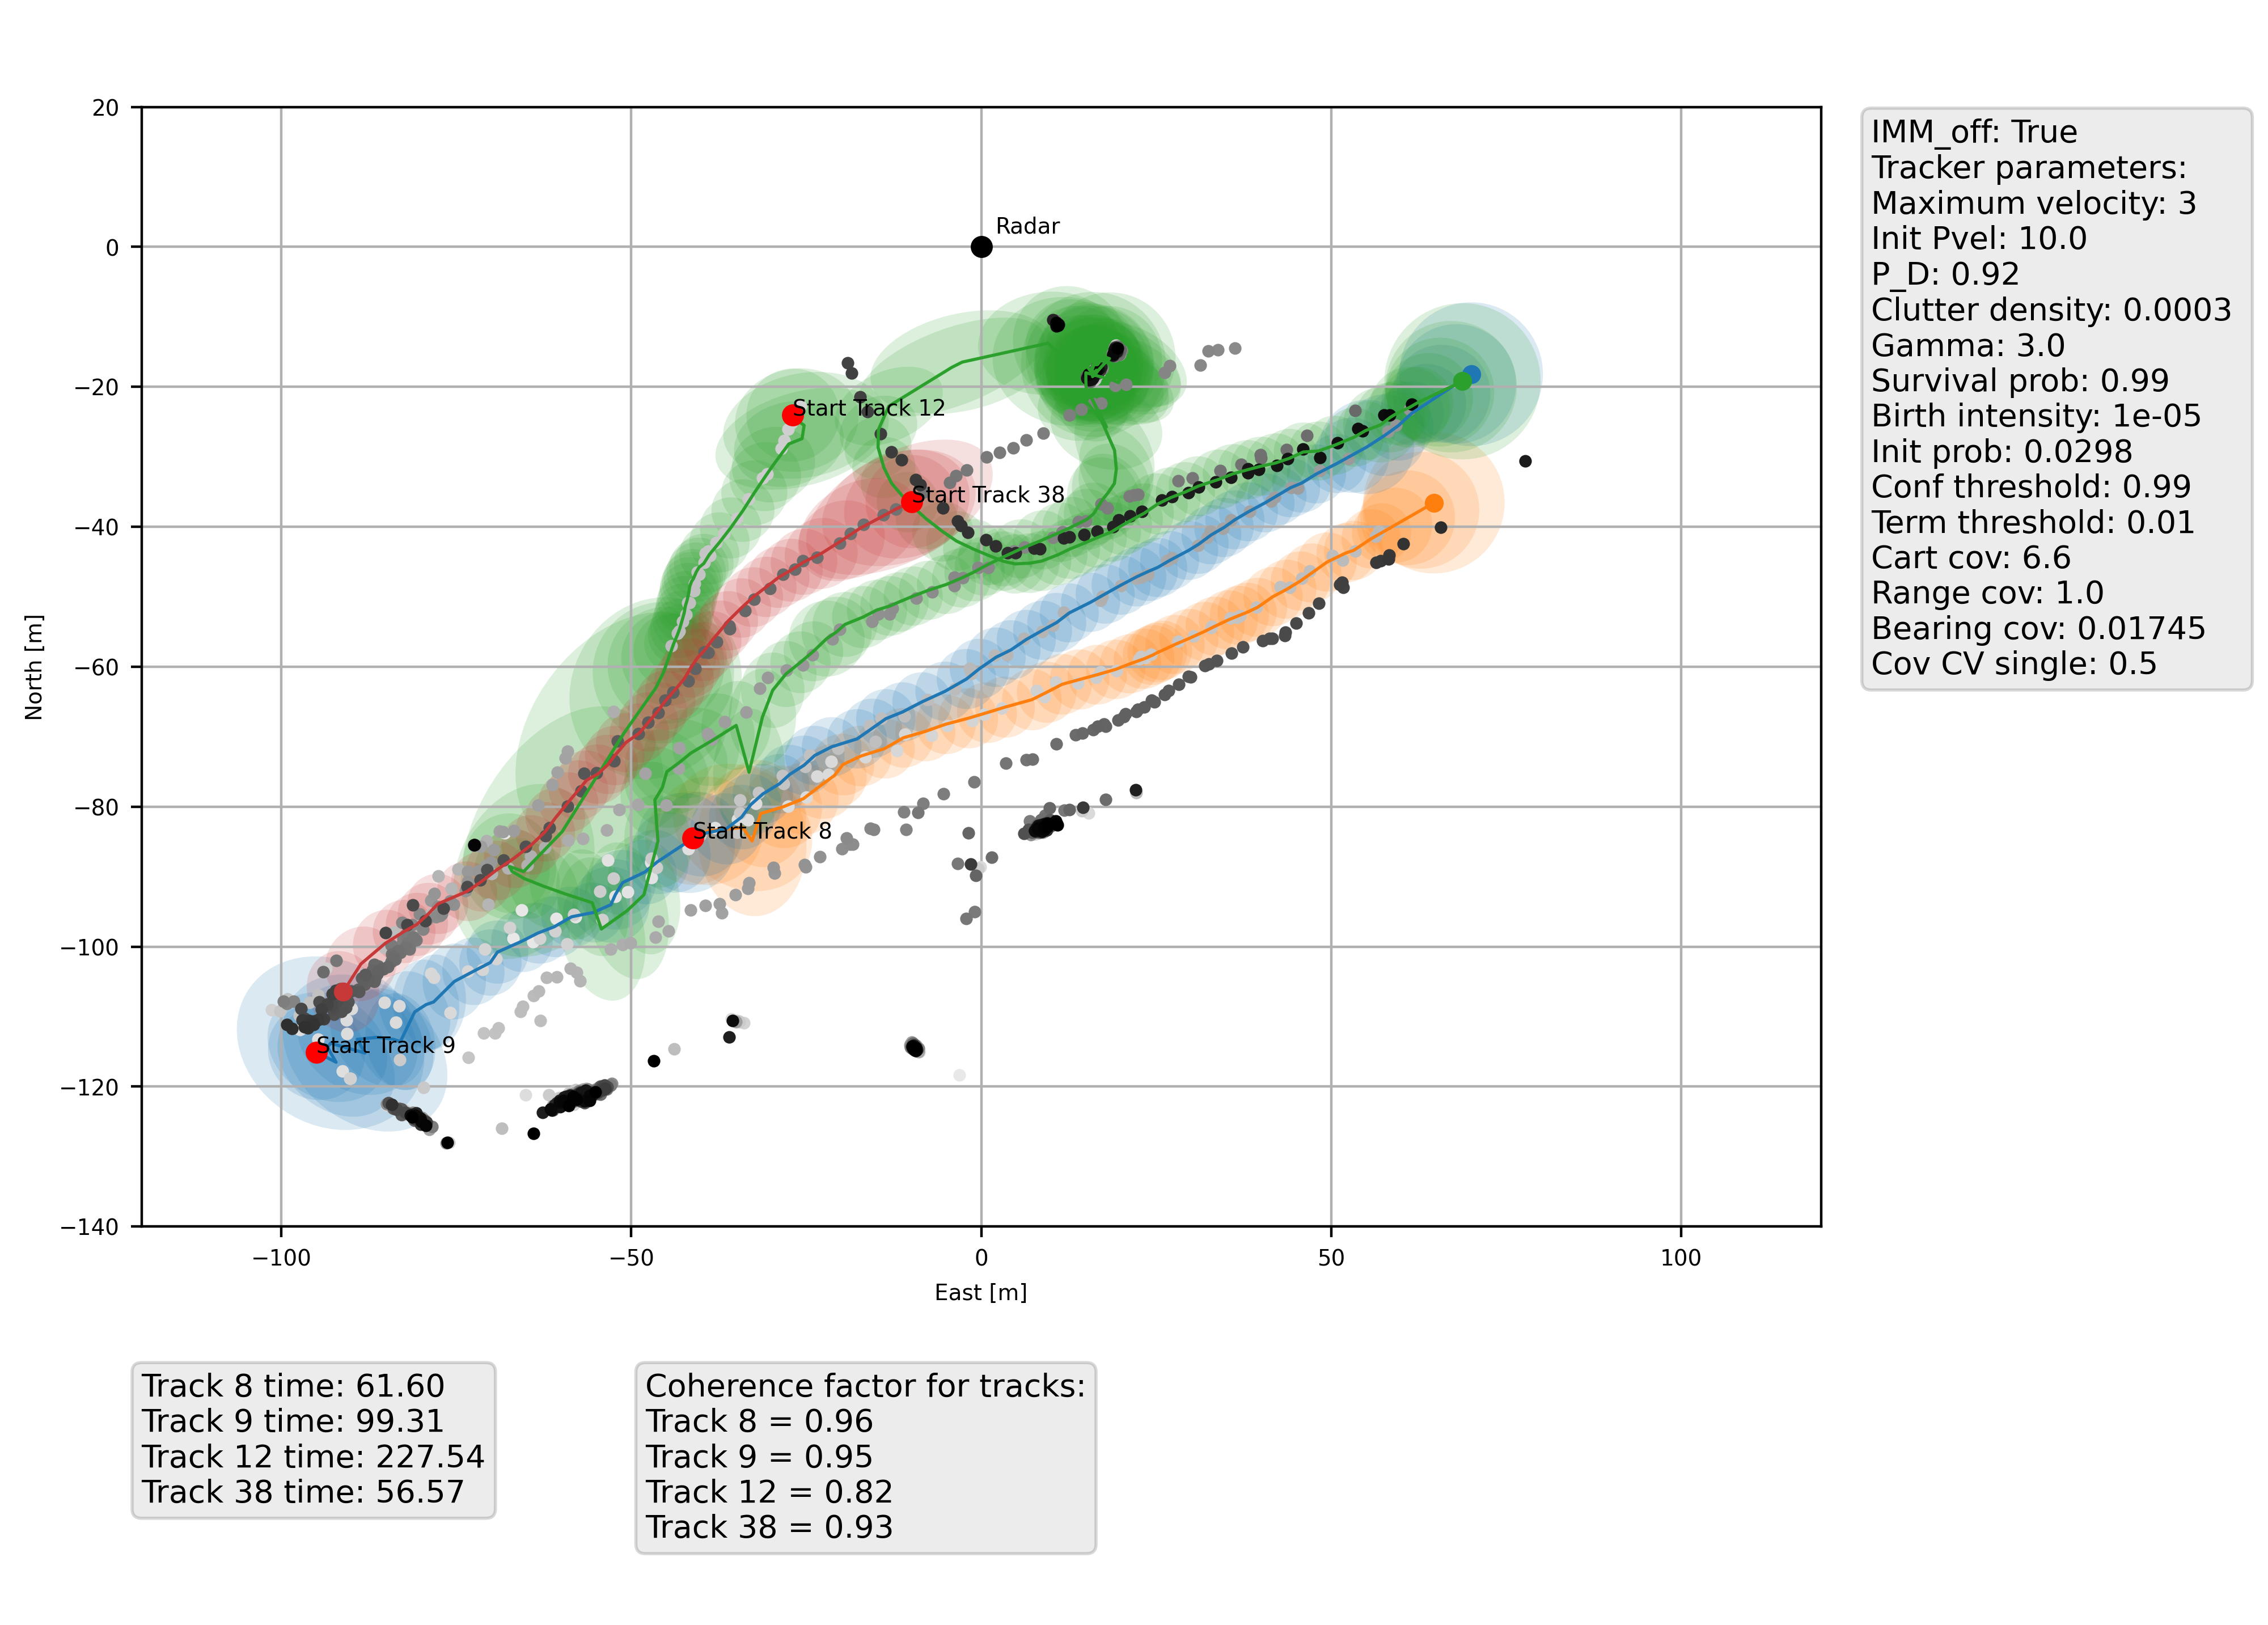 20
0
−20
−40
−60
−80
−100
−120
−140
North [m]
−100
−50
0
50
100
East [m]
Radar
Start Track 12
Start Track 38
Start Track 8
Start Track 9
IMM_off: True
Tracker parameters:
Maximum velocity: 3
Init Pvel: 10.0
P_D: 0.92
Clutter density: 0.0003
Gamma: 3.0
Survival prob: 0.99
Birth intensity: 1e-05
Init prob: 0.0298
Conf threshold: 0.99
Term threshold: 0.01
Cart cov: 6.6
Range cov: 1.0
Bearing cov: 0.01745
Cov CV single: 0.5
Track 8 time: 61.60
Track 9 time: 99.31
Track 12 time: 227.54
Track 38 time: 56.57
Coherence factor for tracks:
Track 8 = 0.96
Track 9 = 0.95
Track 12 = 0.82
Track 38 = 0.93